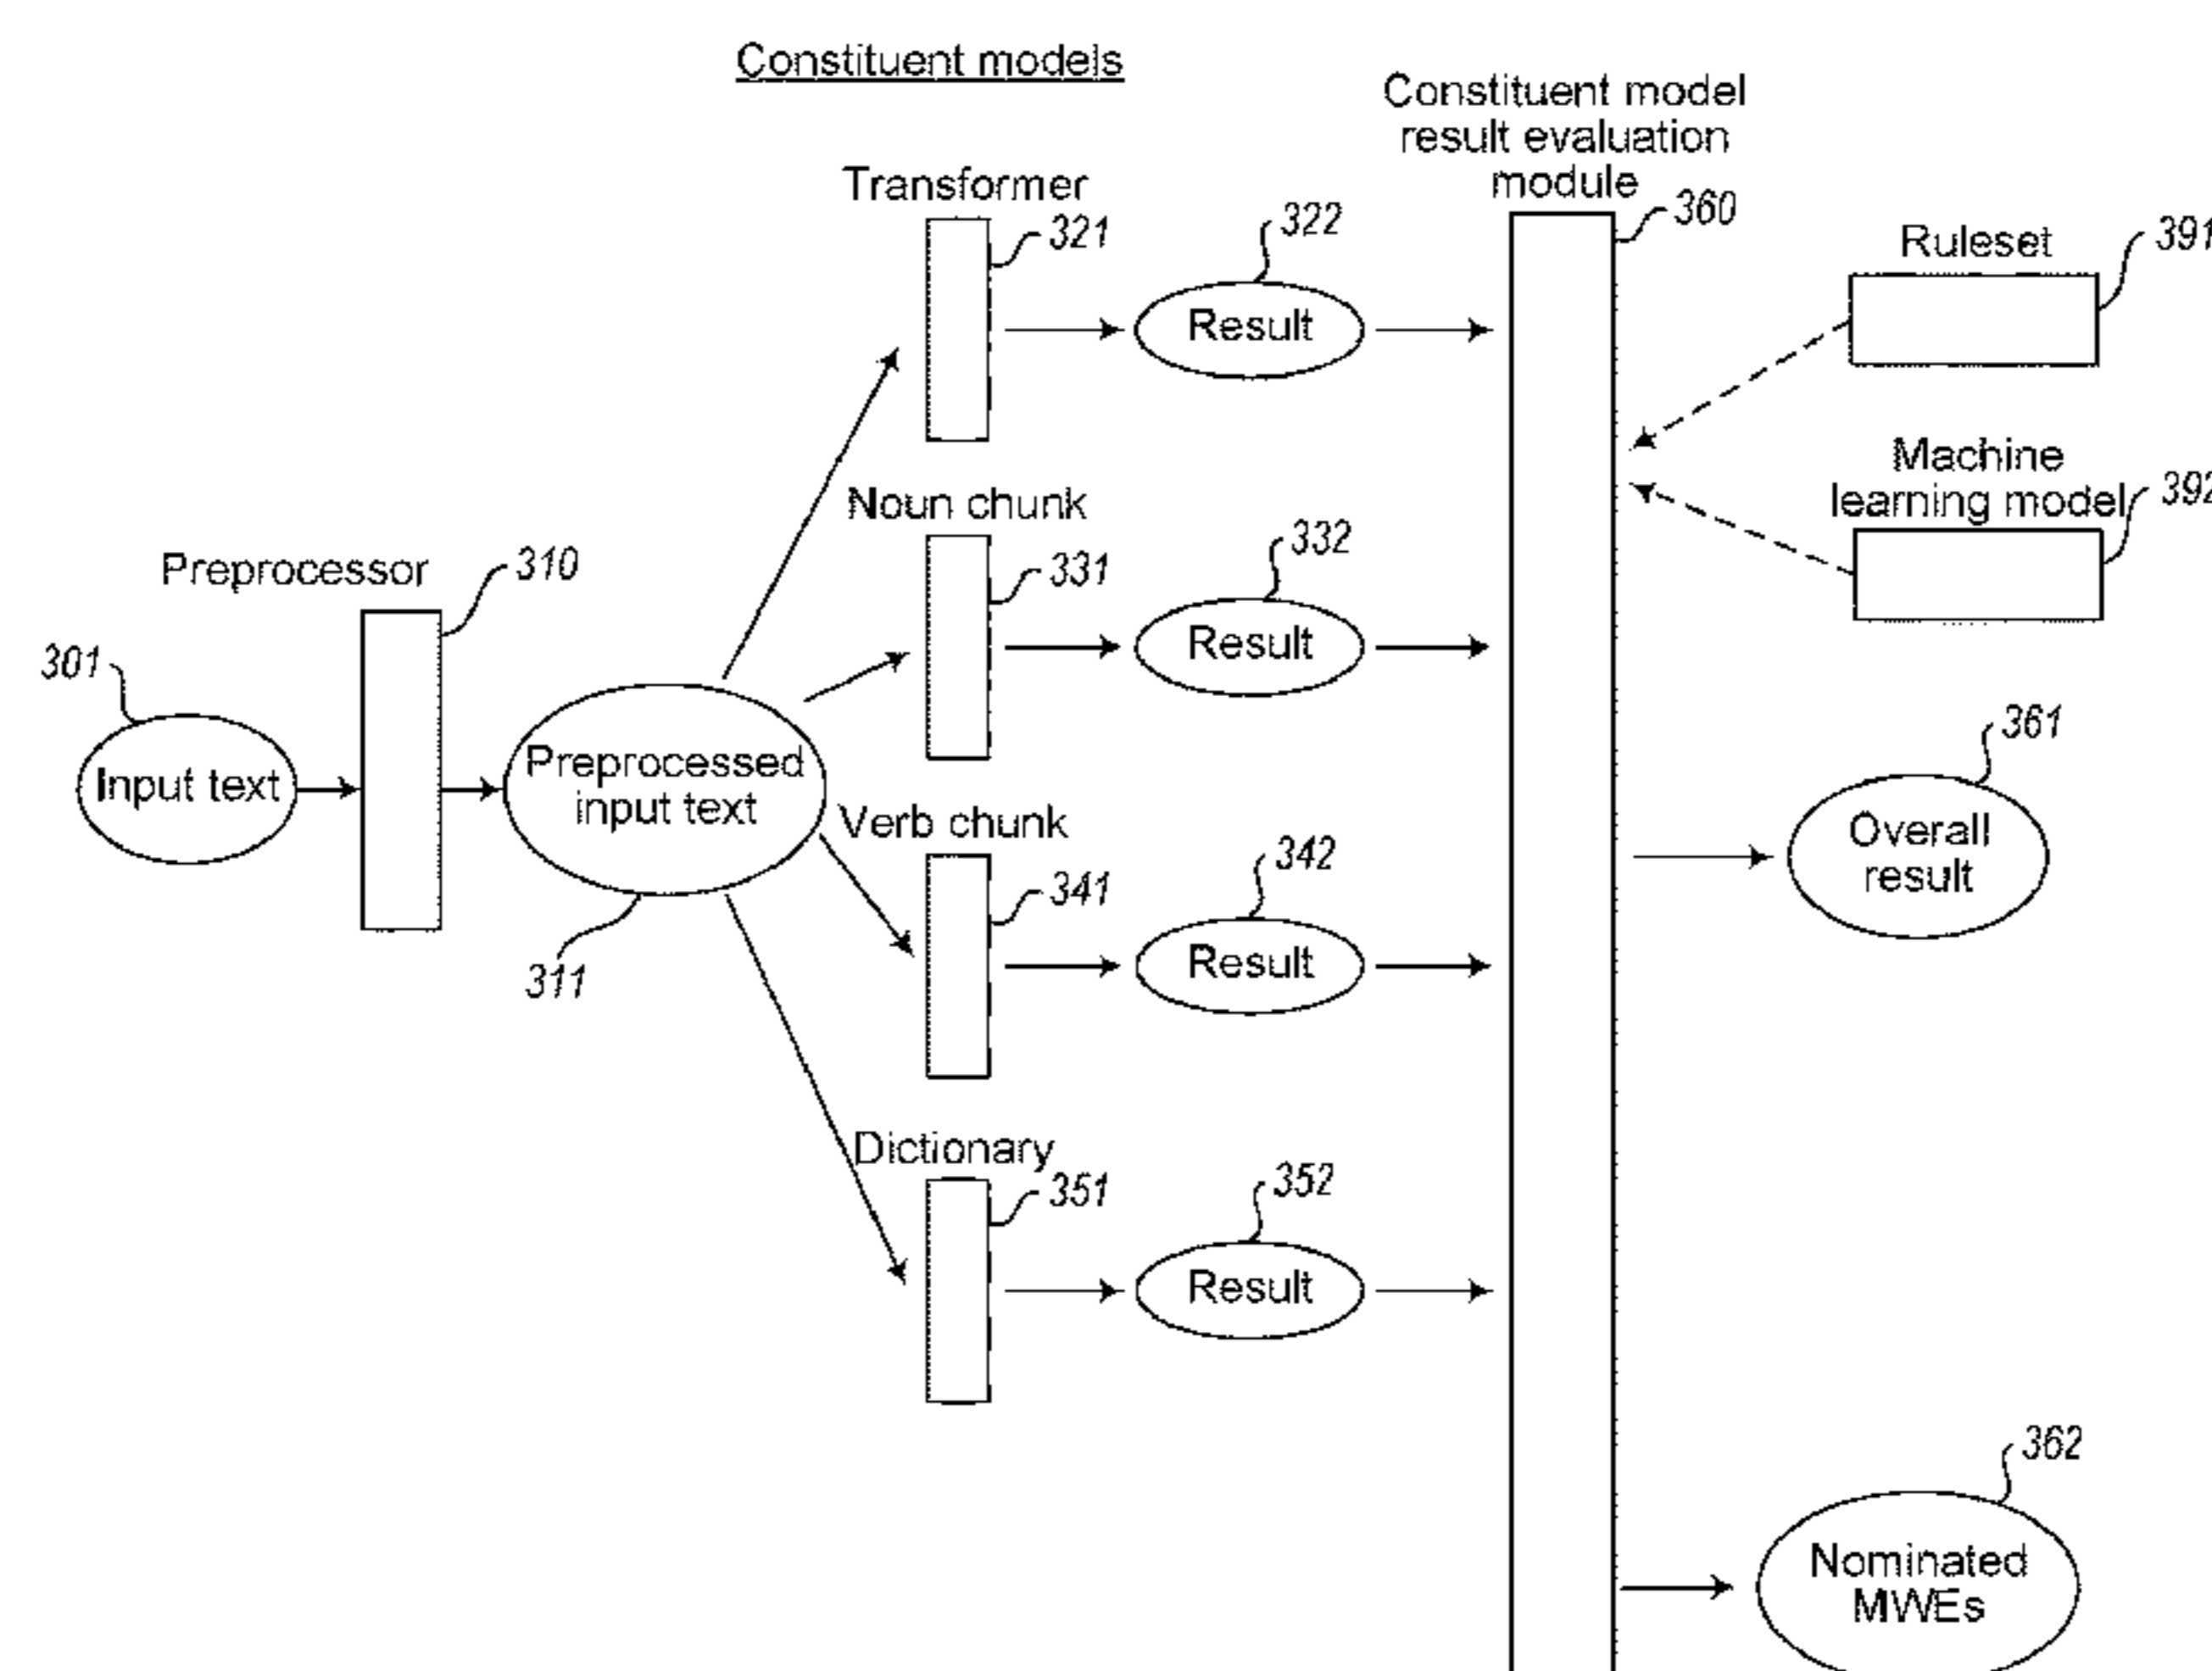 Constituent models
Constituent model
result evaluation
module
360
Transformer
321
322
Result
Ruleset
391
Noun chunk
331
332
Result
Machine
learning model
392
Preprocessor
310
301
Input text
Preprocessed
input text
311
Verb chunk
341
342
Result
361
Overall
result
Dictionary
351
352
Result
362
Nominated
MWEs